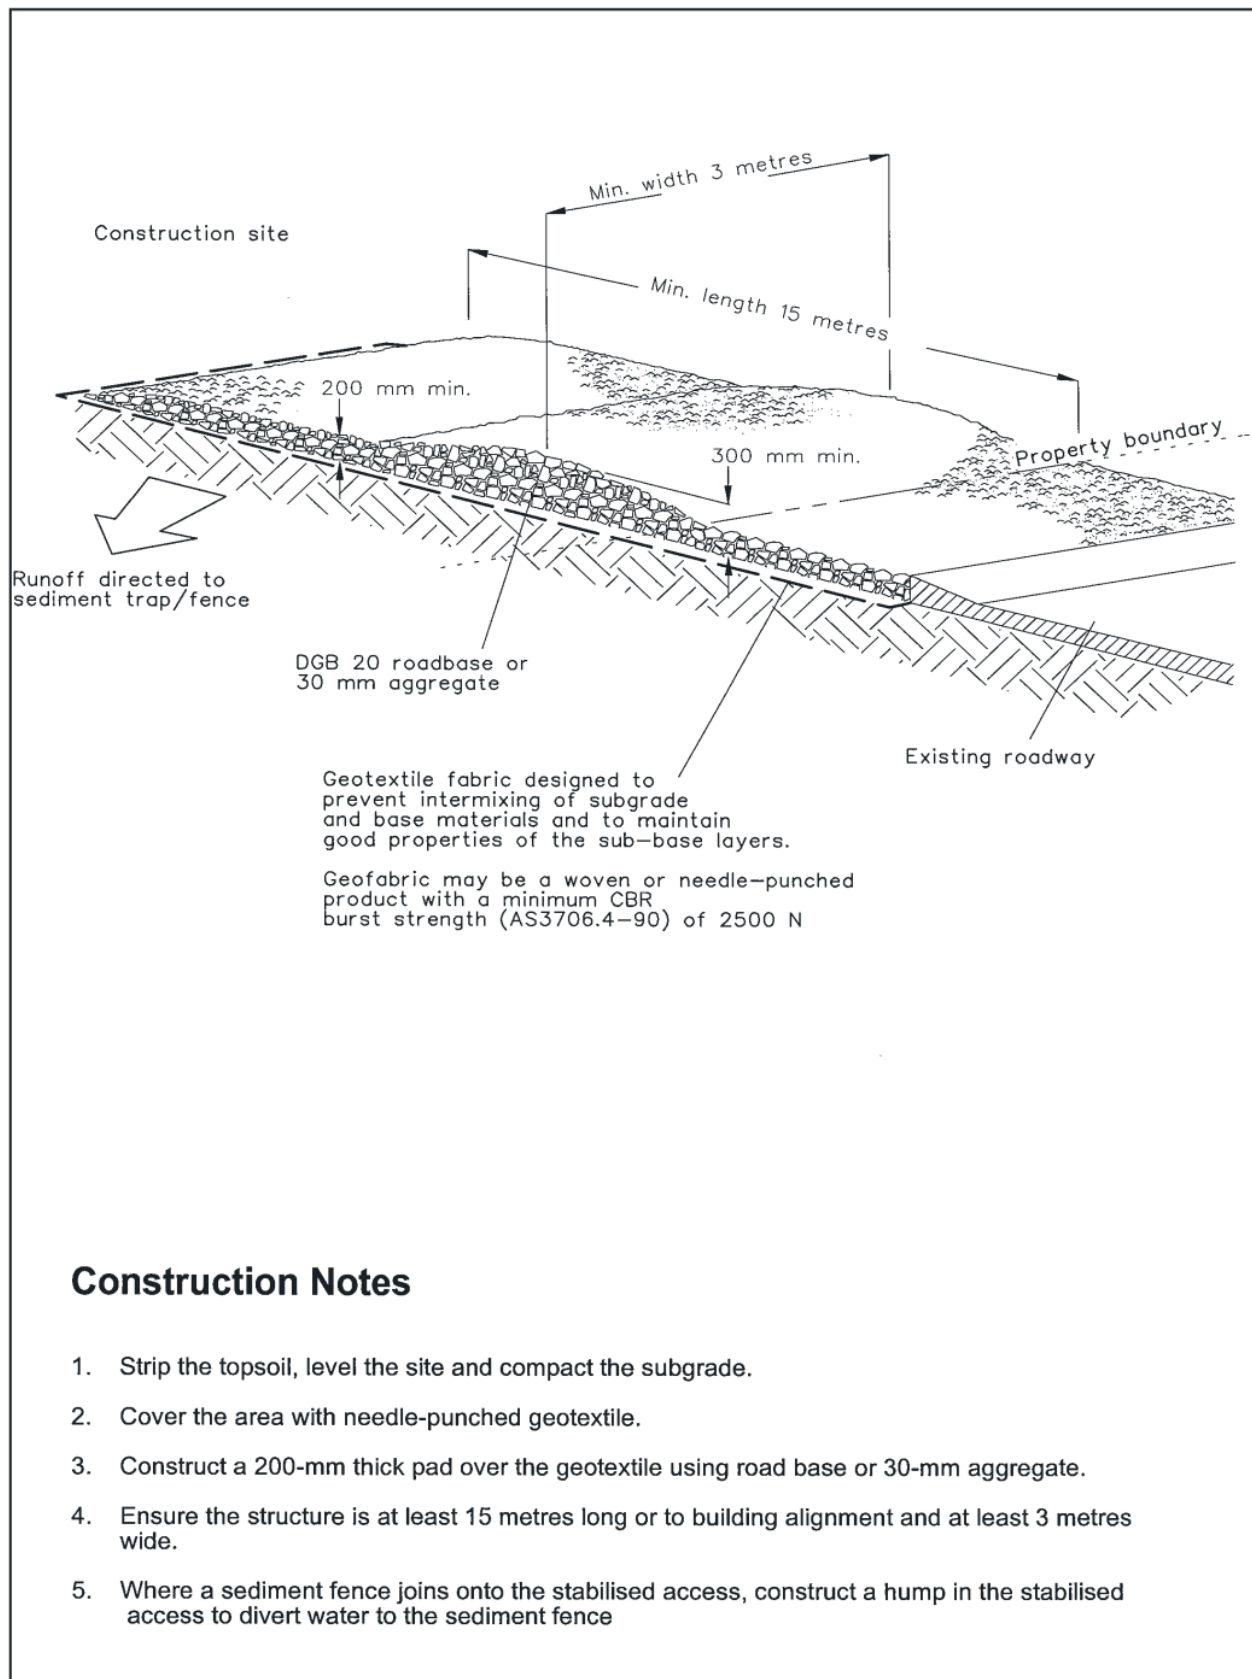 Min. width 3 metres
Construction site
Min. length 15 metres
200 mm min.
Property boundary
300 mm min.
Runoff directed to
sediment trap/fence
DGB 20 roadbase or
30 mm aggregate
Existing roadway
Geotextile fabric designed to
prevent intermixing of subgrade
and base materials and to maintain
good properties of the sub-base layers.
Geofabric may be a woven or needle-punched
product with a minimum CBR
burst strength (AS3706.4-90) of 2500 N
Construction Notes
1. Strip the topsoil, level the site and compact the subgrade.
2. Cover the area with needle-punched geotextile.
3. Construct a 200-mm thick pad over the geotextile using road base or 30-mm aggregate.
4. Ensure the structure is at least 15 metres long or to building alignment and at least 3 metres
wide.
5. Where a sediment fence joins onto the stabilised access, construct a hump in the stabilised
access to divert water to the sediment fence